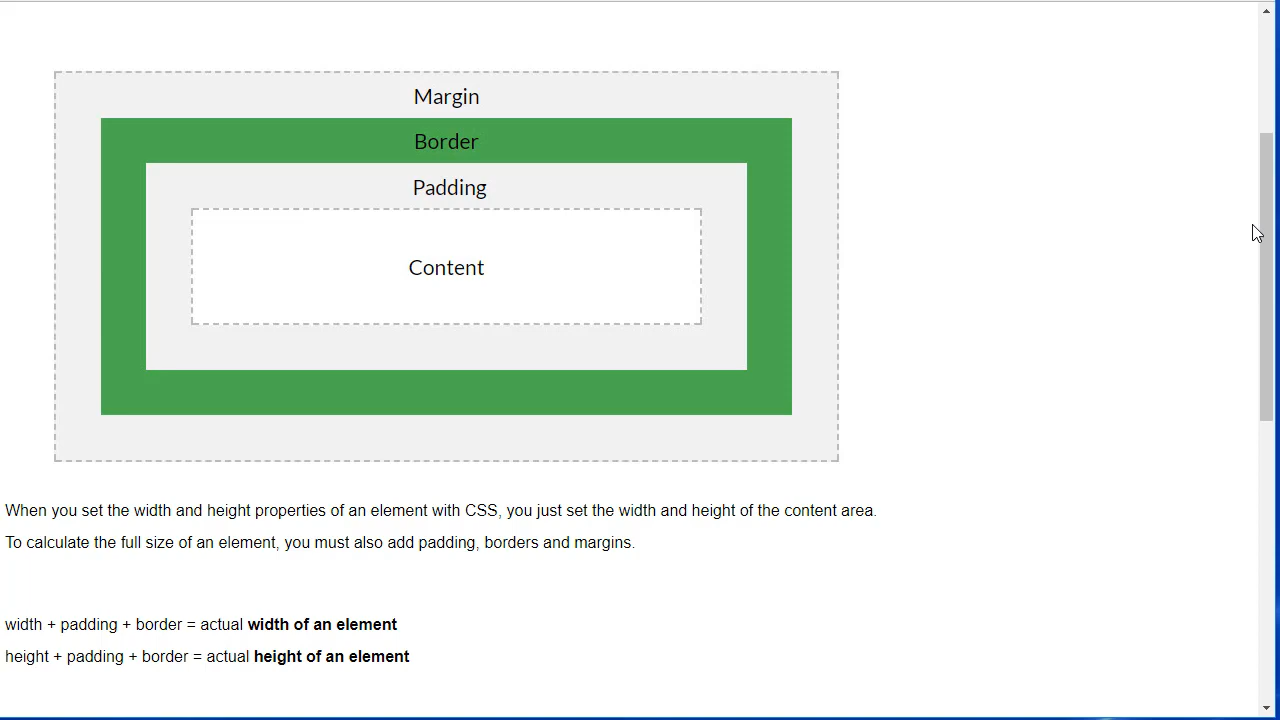 Margin
Border
Padding
Content
When you set the width and height properties of an element with CSS, you just set the width and height of the content area.
To calculate the full size of an element, you must also add padding, borders and margins.
width + padding + border = actual width of an element
height + padding + border = actual height of an element